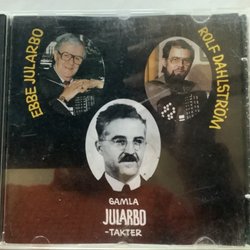 EBBE JULARBO
ROLF DAHLSTRÖM
GAMLA
JULARBO
-TAKTER